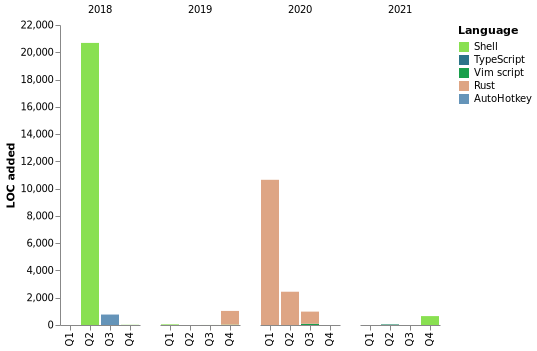 2018 2019 2020 2021
Language
Shell
TypeScript
Vim script
Rust
AutoHotkey
LOC added
22,000
20,000
18,000
16,000
14,000
12,000
10,000
8,000
6,000
4,000
2,000
0
Q1 Q2 Q3 Q4 Q1 Q2 Q3 Q4 Q1 Q2 Q3 Q4 Q1 Q2 Q3 Q4